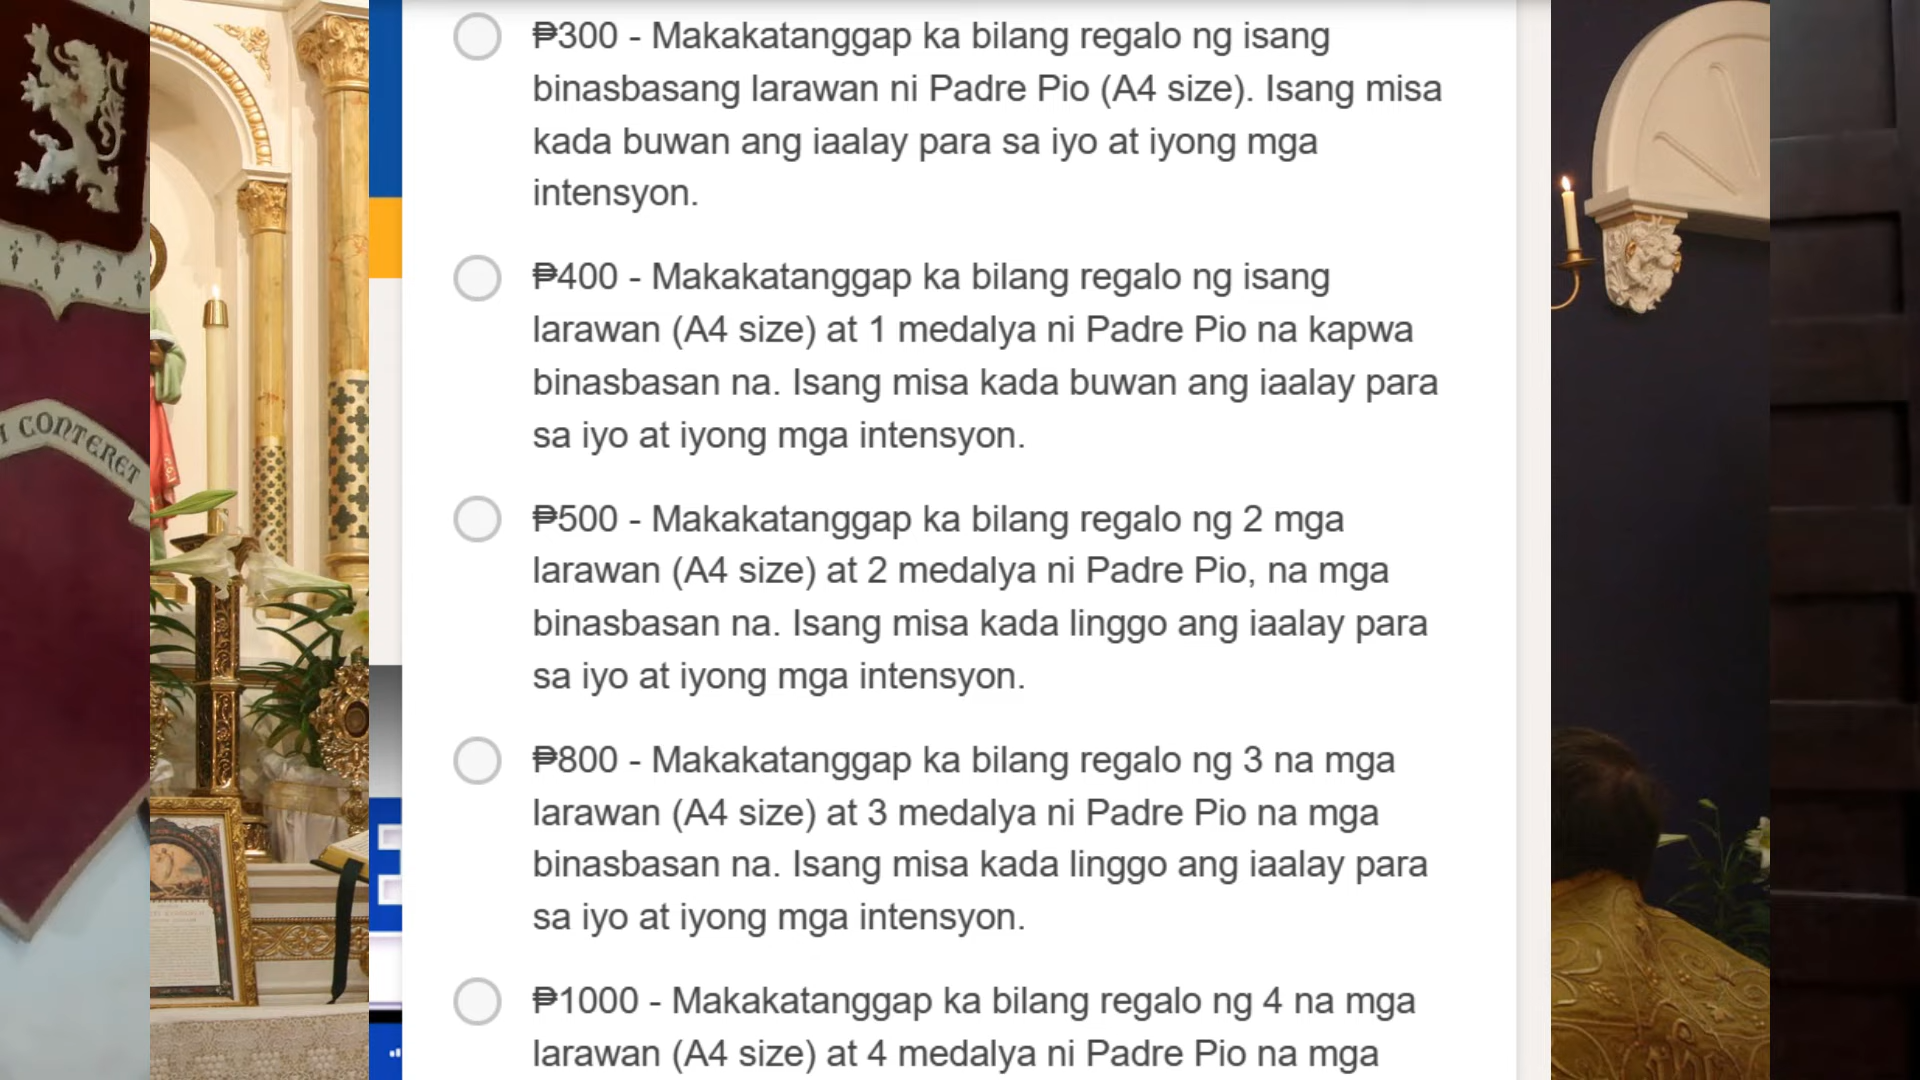 CONTERET
₱300 - Makakatanggap ka bilang regalo ng isang
binasbasang larawan ni Padre Pio (A4 size). Isang misa
kada buwan ang iaalay para sa iyo at iyong mga
intensyon.
₱400 - Makakatanggap ka bilang regalo ng isang
larawan (A4 size) at 1 medalya ni Padre Pio na kapwa
binasbasan na. Isang misa kada buwan ang iaalay para
sa iyo at iyong mga intensyon.
₱500 - Makakatanggap ka bilang regalo ng 2 mga
larawan (A4 size) at 2 medalya ni Padre Pio, na mga
binasbasan na. Isang misa kada linggo ang iaalay para
sa iyo at iyong mga intensyon.
₱800 - Makakatanggap ka bilang regalo ng 3 na mga
larawan (A4 size) at 3 medalya ni Padre Pio na mga
binasbasan na. Isang misa kada linggo ang iaalay para
sa iyo at iyong mga intensyon.
₱1000 - Makakatanggap ka bilang regalo ng 4 na mga
larawan (A4 size) at 4 medalya ni Padre Pio na mga